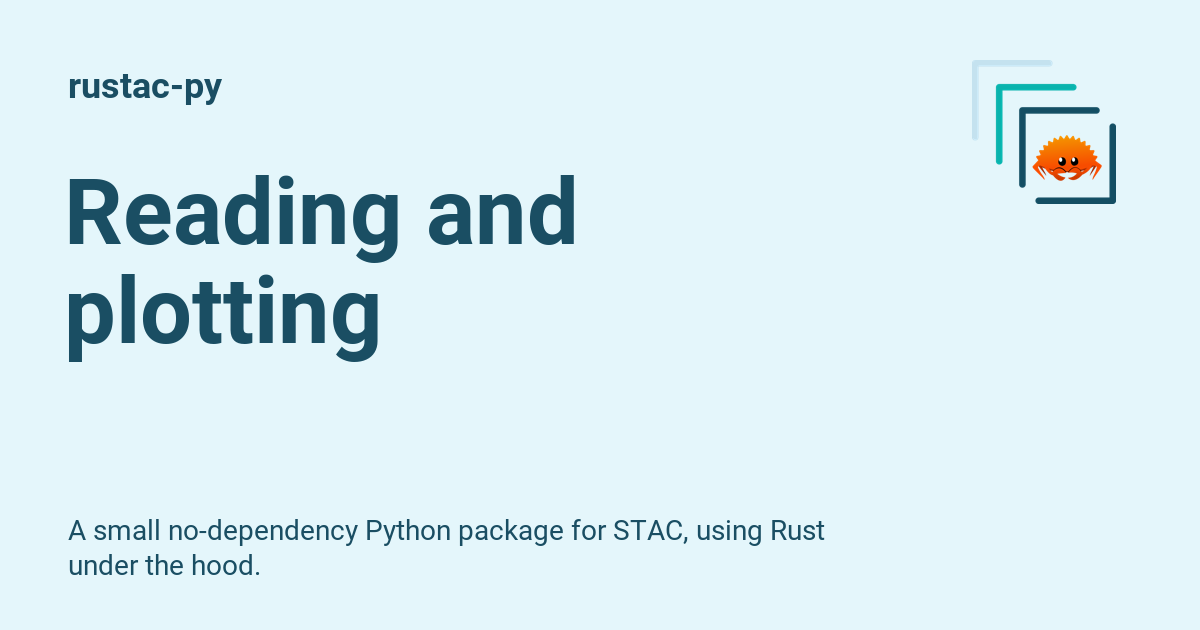 rustac-py
Reading and
plotting
A small no-dependency Python package for STAC, using Rust
under the hood.